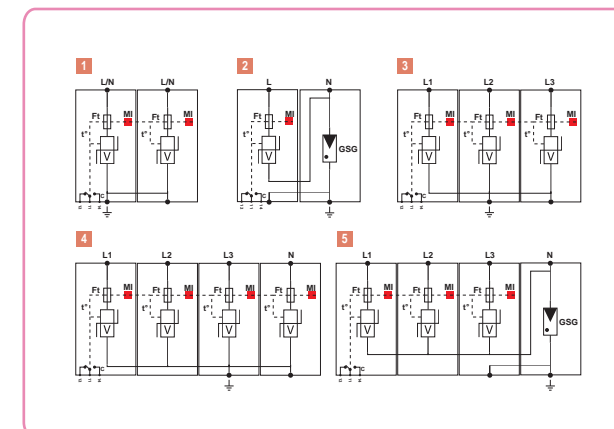 1
L/N L/N
Ft MI Ft MI
t° t°
V V
C
2
L N
Ft MI
t°
V
GSG
C
3
L1 L2 L3
Ft MI Ft MI Ft MI
t° t° t°
V V V
C
4
L1 L2 L3 N
Ft MI Ft MI Ft MI Ft MI
t° t° t° t°
V V V V
C
5
L1 L2 L3 N
Ft MI Ft MI Ft MI
t° t° t°
V V V
GSG
C